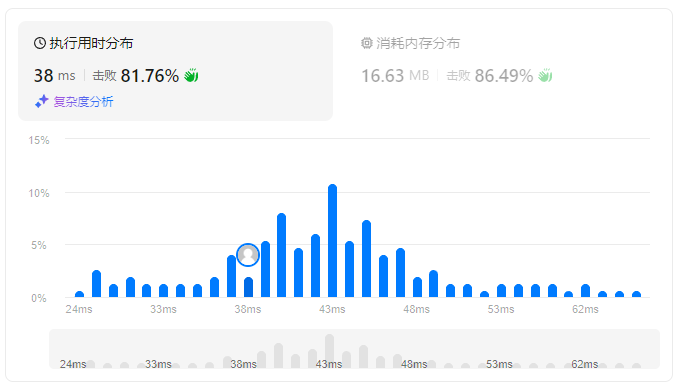 执行用时分布
消耗内存分布
38 ms 击败 81.76%
16.63 MB 击败 86.49%
复杂度分析
15%
10%
5%
0%
24ms 33ms 38ms 43ms 48ms 53ms 62ms
24ms 33ms 38ms 43ms 48ms 53ms 62ms